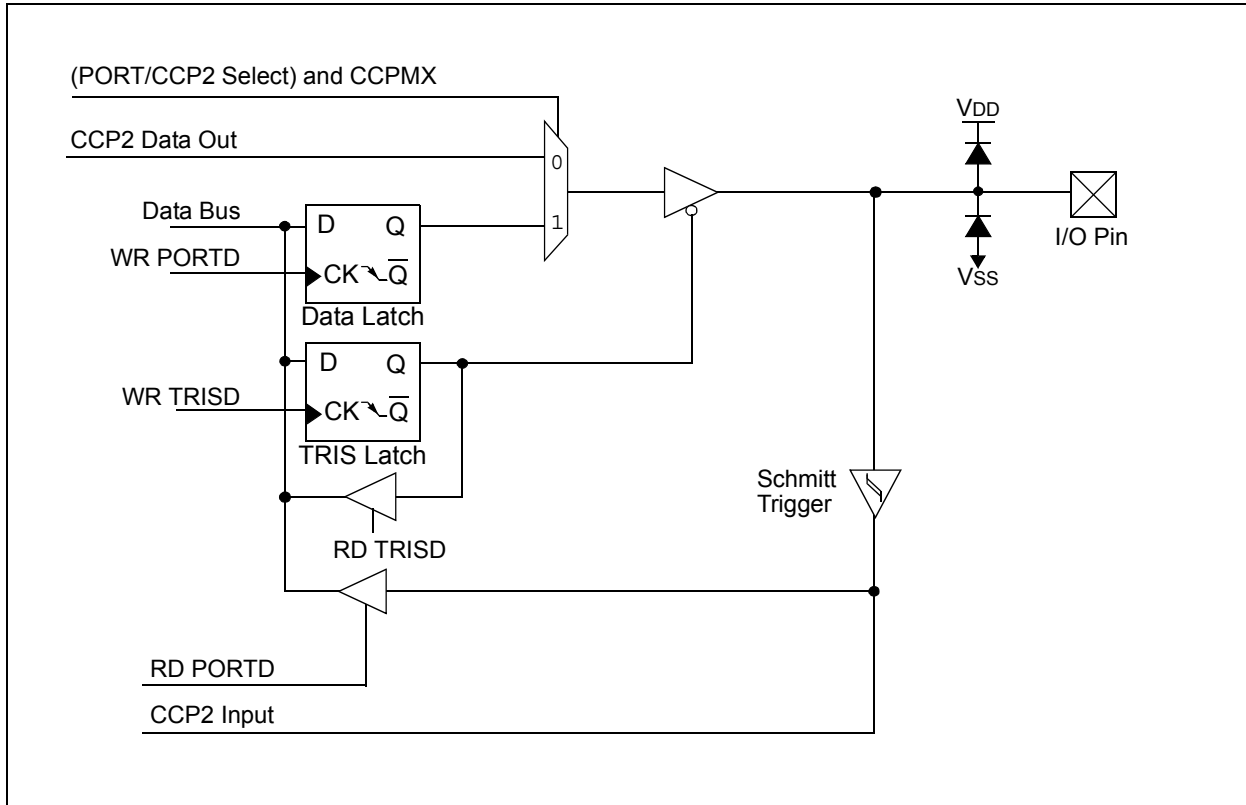 (PORT/CCP2 Select) and CCPMX
CCP2 Data Out
VDD
0
Data Bus
D Q
1
I/O Pin
WR PORTD
CK Q̅
VSS
Data Latch
D Q
WR TRISD
CK Q̅
TRIS Latch
Schmitt
Trigger
RD TRISD
RD PORTD
CCP2 Input